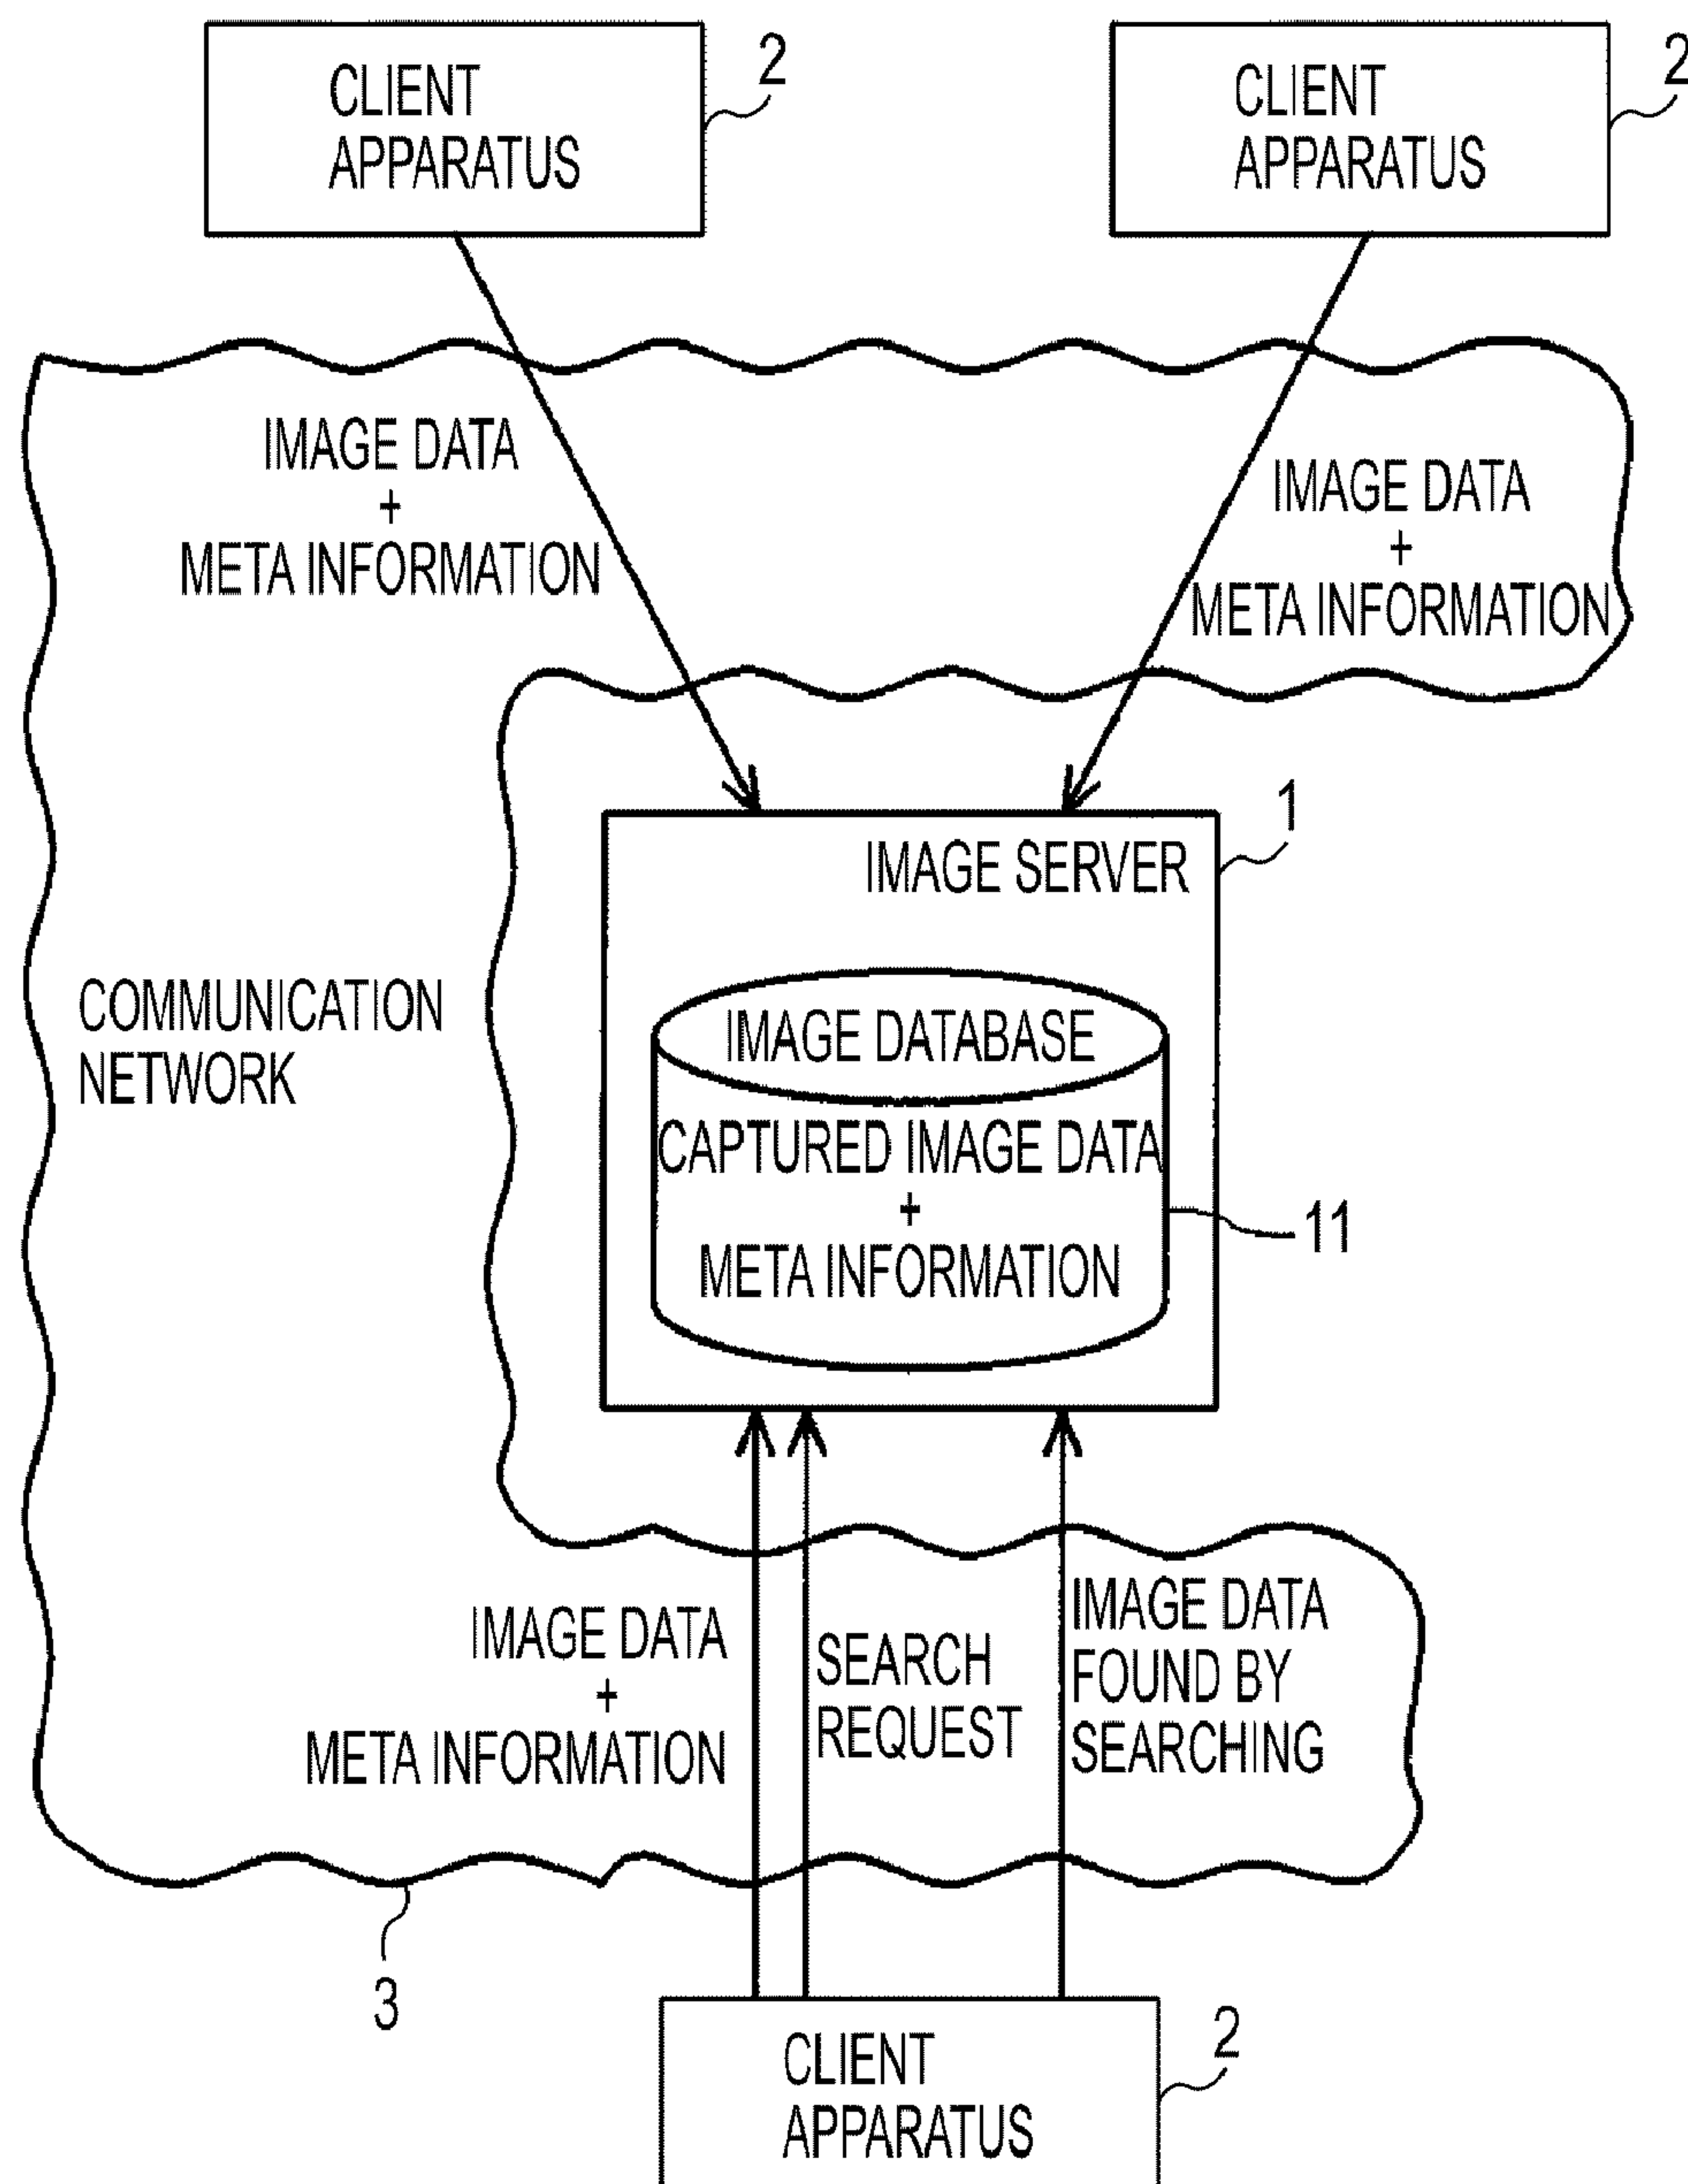 CLIENT
APPARATUS
2
CLIENT
APPARATUS
2
IMAGE DATA
+
META INFORMATION
IMAGE DATA
+
META INFORMATION
1
IMAGE SERVER
COMMUNICATION
NETWORK
IMAGE DATABASE
CAPTURED IMAGE DATA
+
META INFORMATION
11
IMAGE DATA
+
META INFORMATION
SEARCH
REQUEST
IMAGE DATA
FOUND BY
SEARCHING
3
CLIENT
APPARATUS
2